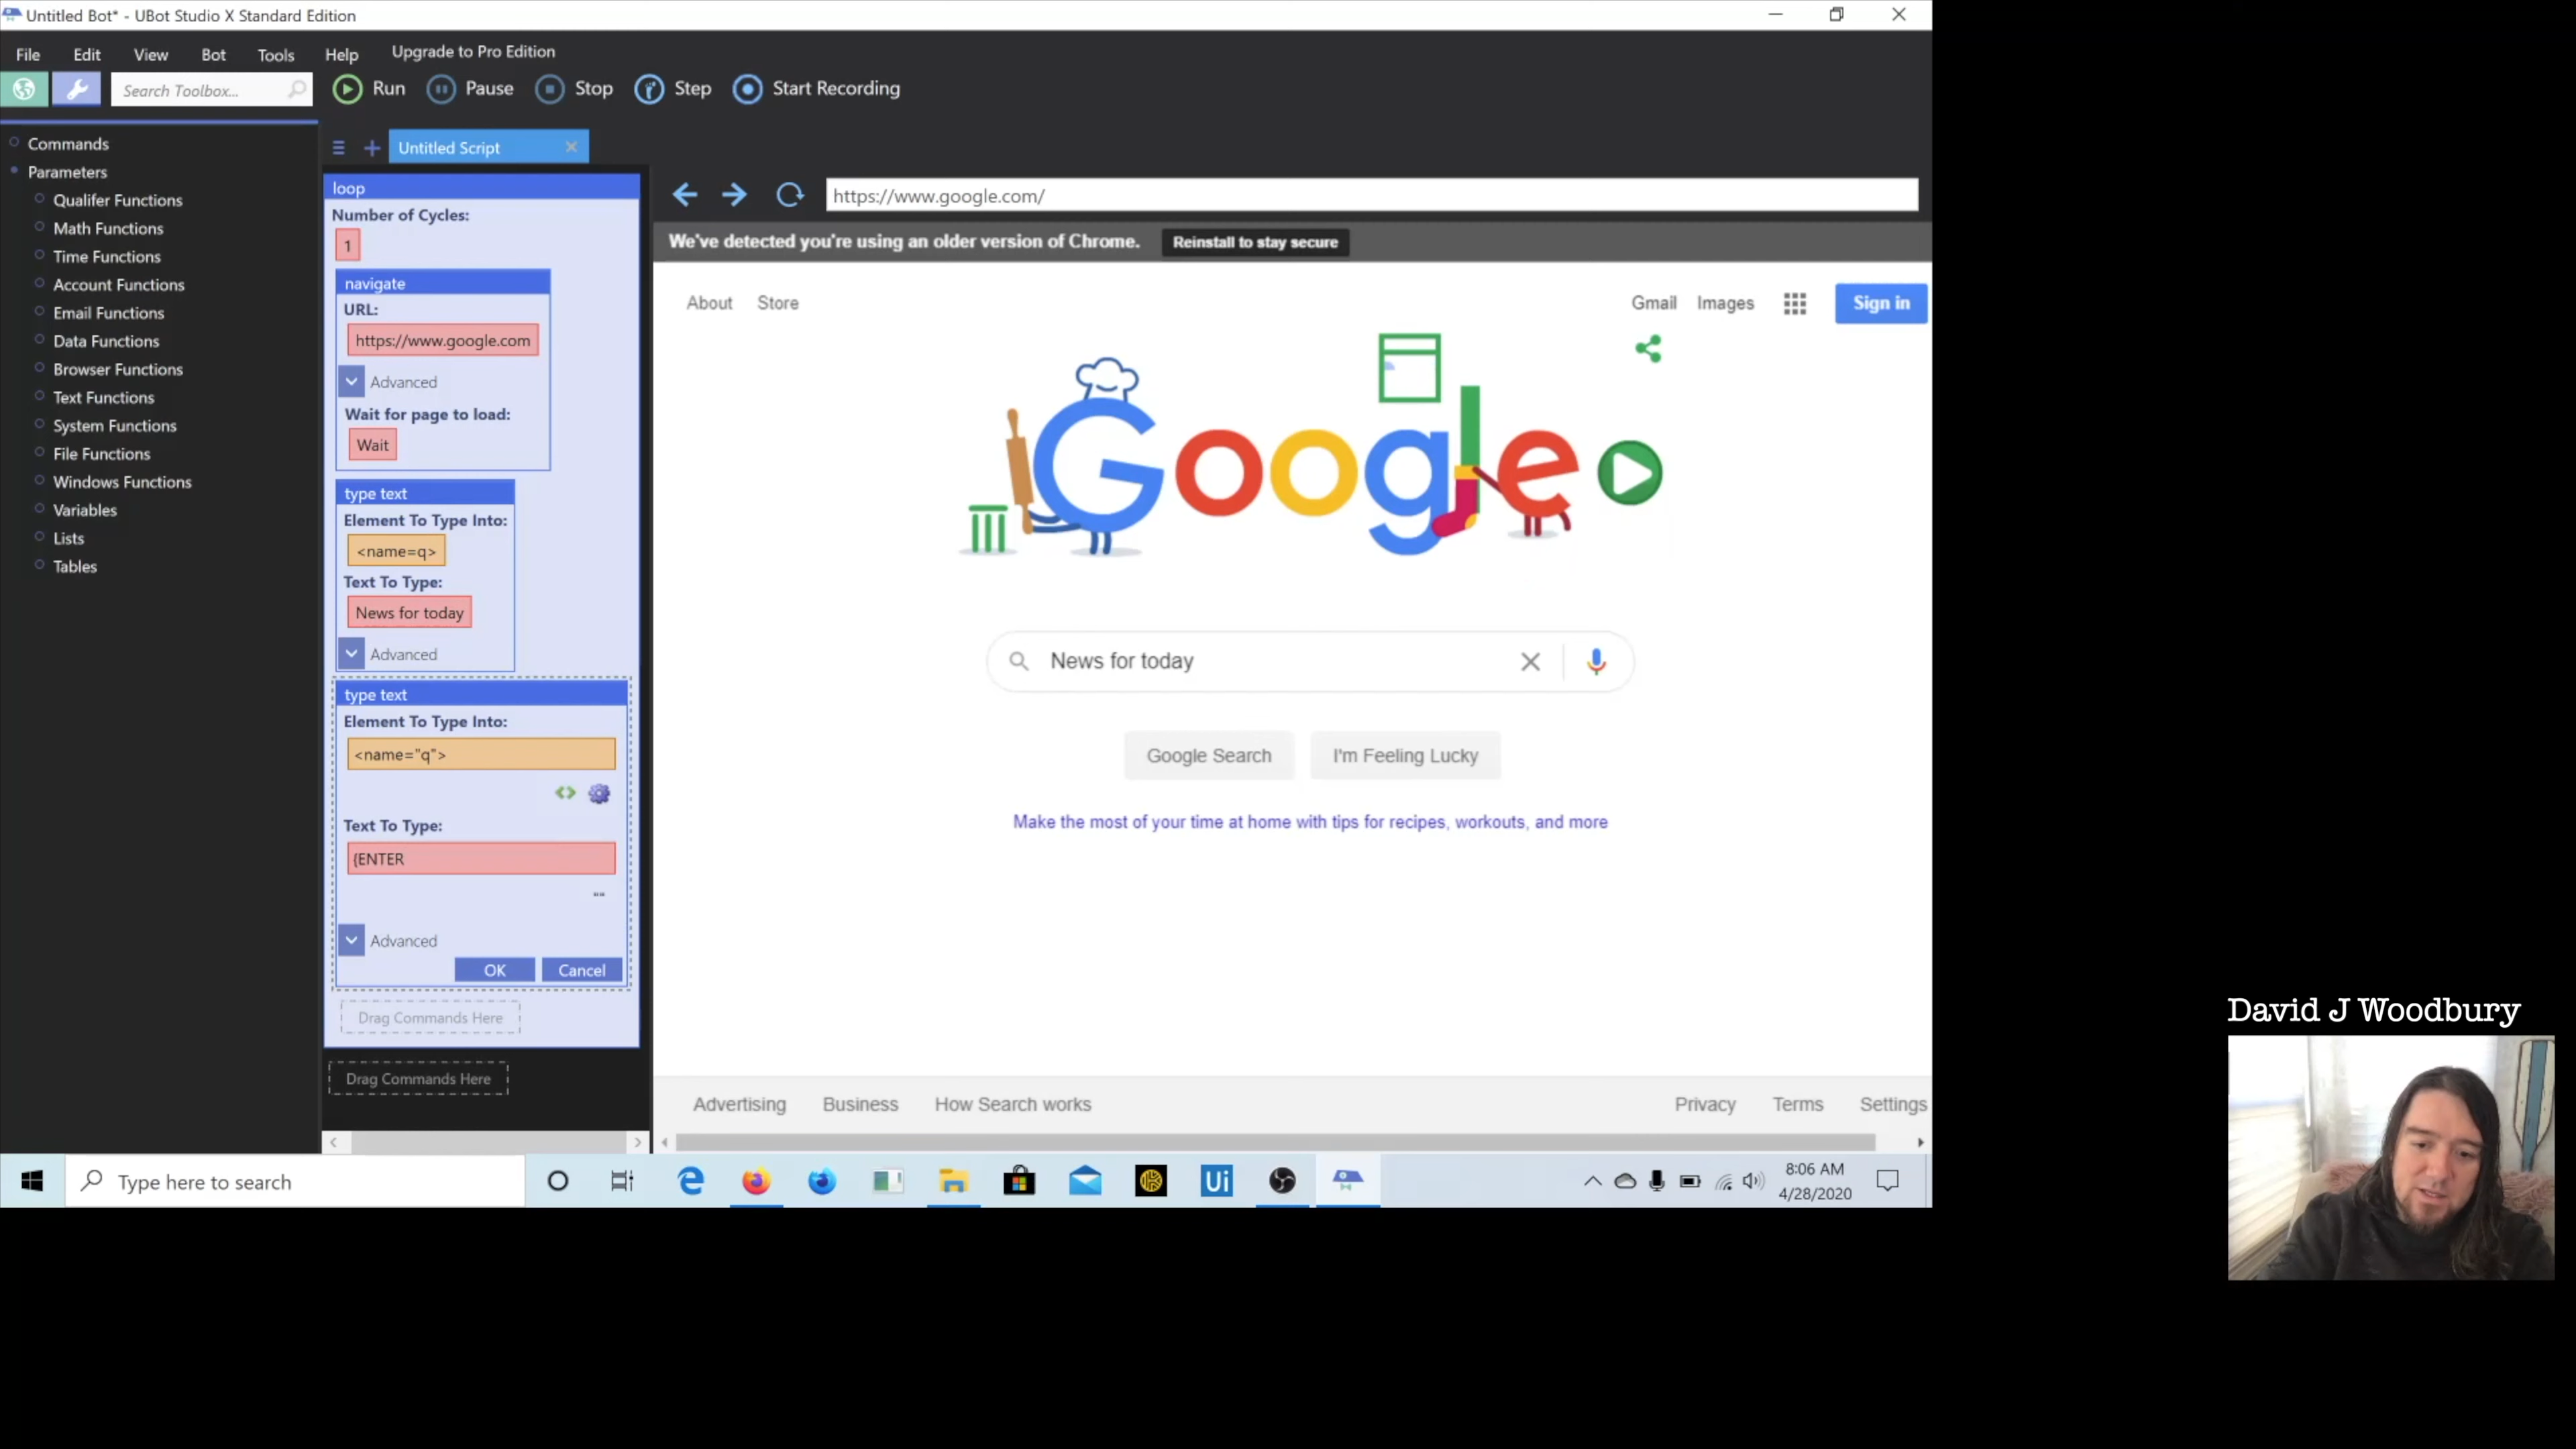 Untitled Bot* - UBot Studio X Standard Edition
File Edit View Bot Tools Help Upgrade to Pro Edition
Search Toolbox... Run Pause Stop Step Start Recording
Commands
Parameters
Qualifer Functions
Math Functions
Time Functions
Account Functions
Email Functions
Data Functions
Browser Functions
Text Functions
System Functions
File Functions
Windows Functions
Variables
Lists
Tables
Untitled Script
loop
Number of Cycles:
1
navigate
URL:
https://www.google.com
Advanced
Wait for page to load:
Wait
type text
Element To Type Into:
<name=q>
Text To Type:
News for today
Advanced
type text
Element To Type Into:
<name="q">
Text To Type:
{ENTER
Advanced
OK Cancel
Drag Commands Here
Drag Commands Here
https://www.google.com/
We've detected you're using an older version of Chrome. Reinstall to stay secure
About Store Gmail Images Sign in
Google
News for today
Google Search I'm Feeling Lucky
Make the most of your time at home with tips for recipes, workouts, and more
Advertising Business How Search works Privacy Terms Settings
Type here to search
Ui
8:06 AM
4/28/2020
David J Woodbury